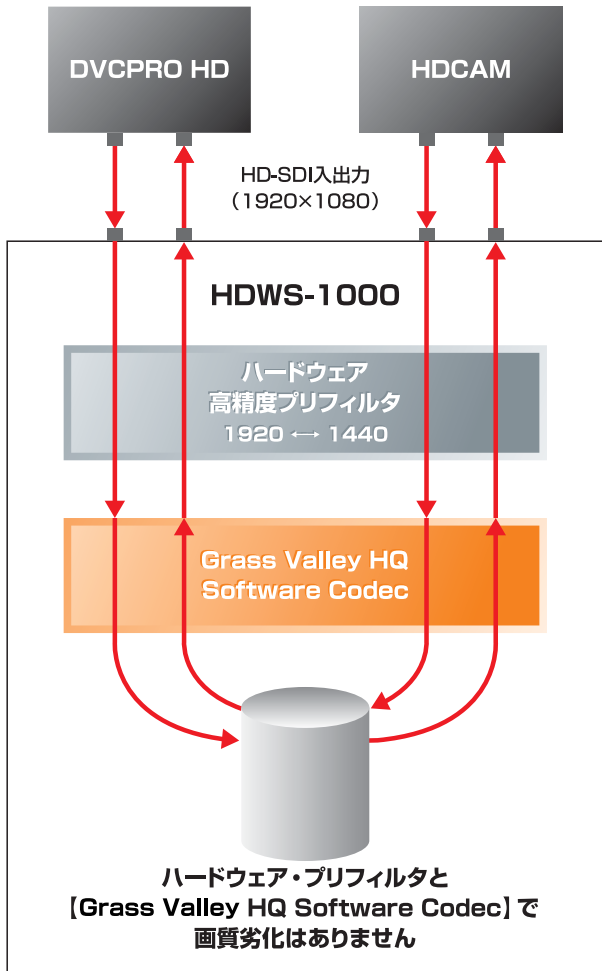 DVCPRO HD
HDCAM
HD-SDI入出力
（1920×1080）
HDWS-1000
ハードウェア
高精度プリフィルタ
1920 ↔ 1440
Grass Valley HQ
Software Codec
ハードウェア・プリフィルタと
【Grass Valley HQ Software Codec】で
画質劣化はありません